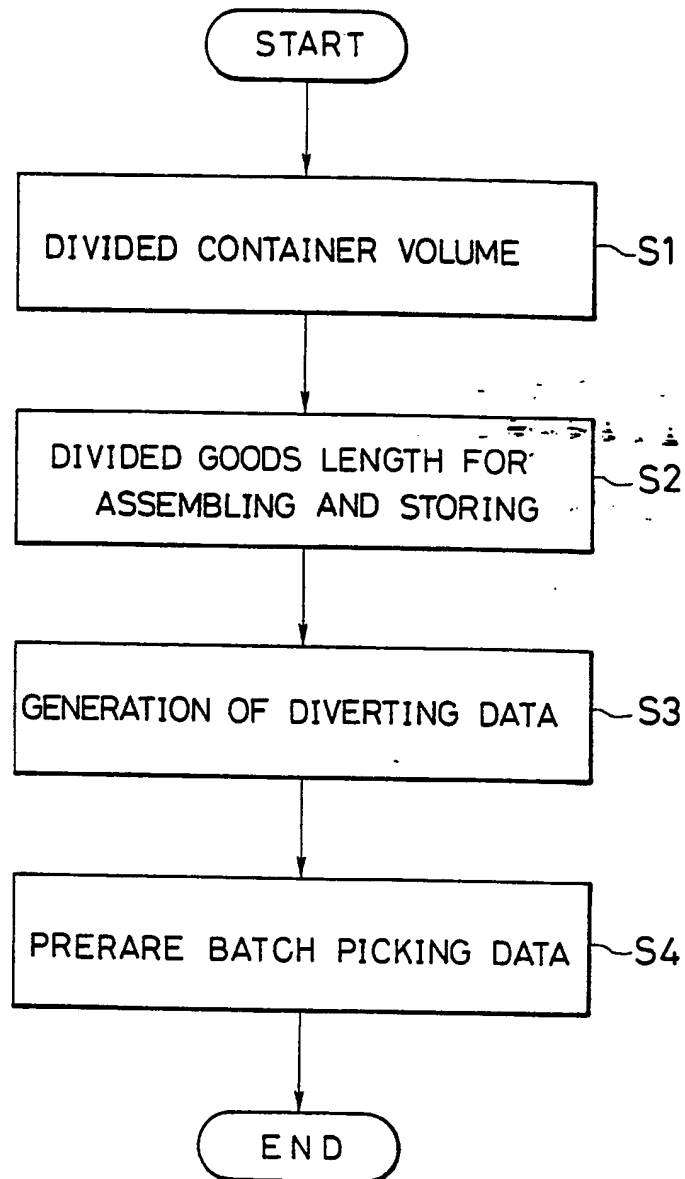 START
DIVIDED CONTAINER VOLUME
S1
DIVIDED GOODS LENGTH FOR
ASSEMBLING AND STORING
S2
GENERATION OF DIVERTING DATA
S3
PRERARE BATCH PICKING DATA
S4
END